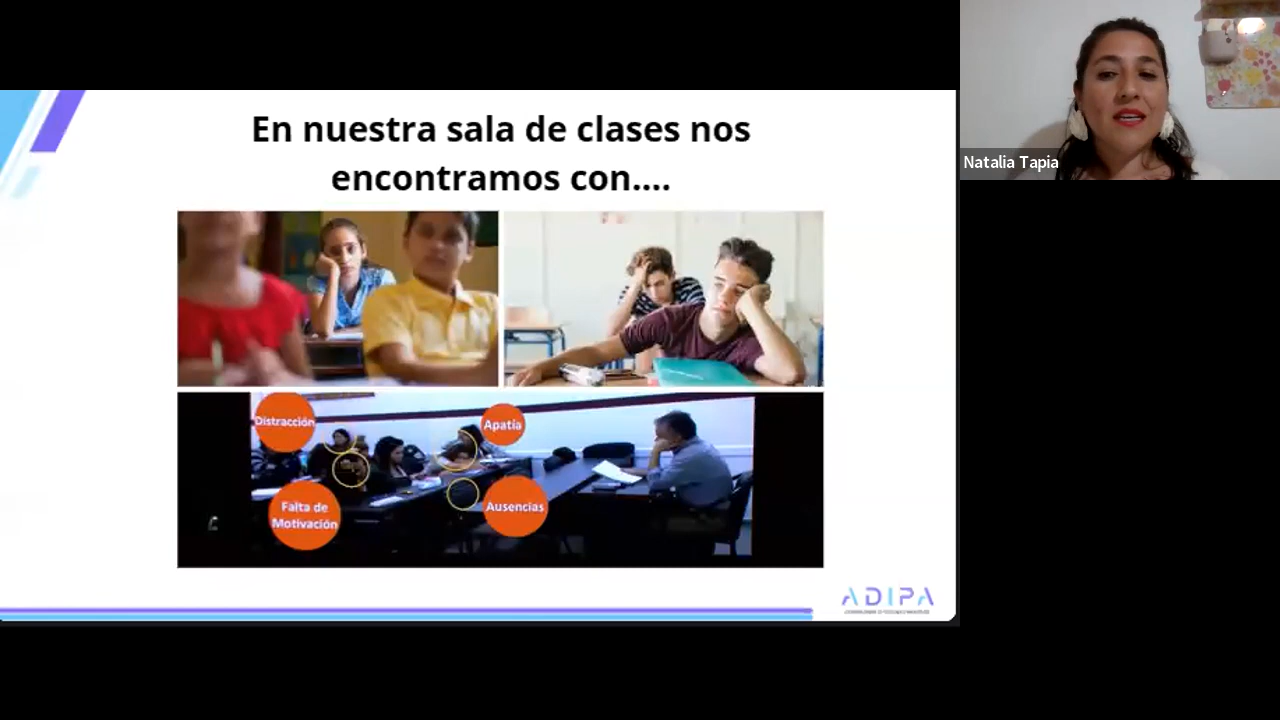 En nuestra sala de clases nos
encontramos con....
Natalia Tapia
Distracción
Apatía
Falta de
Motivación
Ausencias
ADIPA